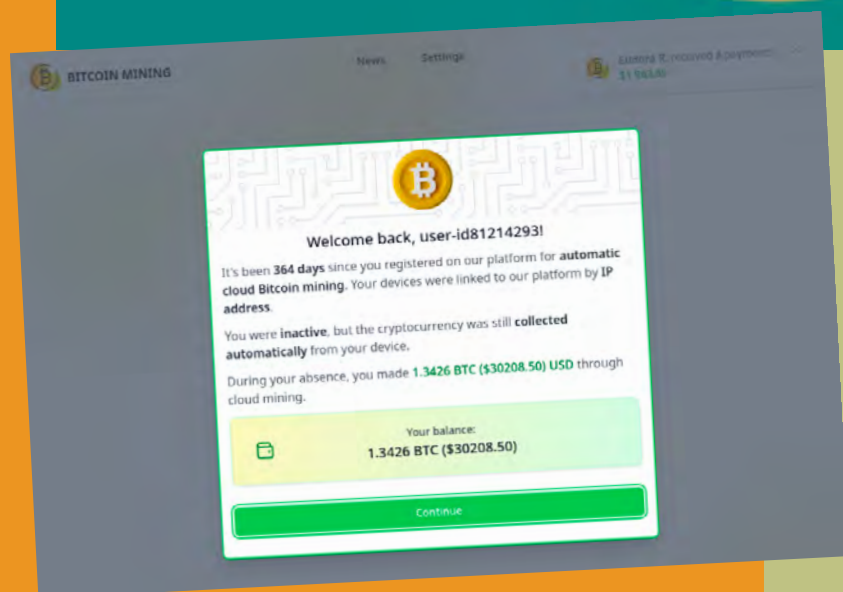 BITCOIN MINING
News
Settings
received
Welcome back, user-id81214293!
It's been 364 days since you registered on our platform for automatic
cloud Bitcoin mining. Your devices were linked to our platform by IP
address.
You were inactive, but the cryptocurrency was still collected
automatically from your device.
During your absence, you made 1.3426 BTC ($30208.50) USD through
cloud mining.
Your balance:
1.3426 BTC ($30208.50)
Continue